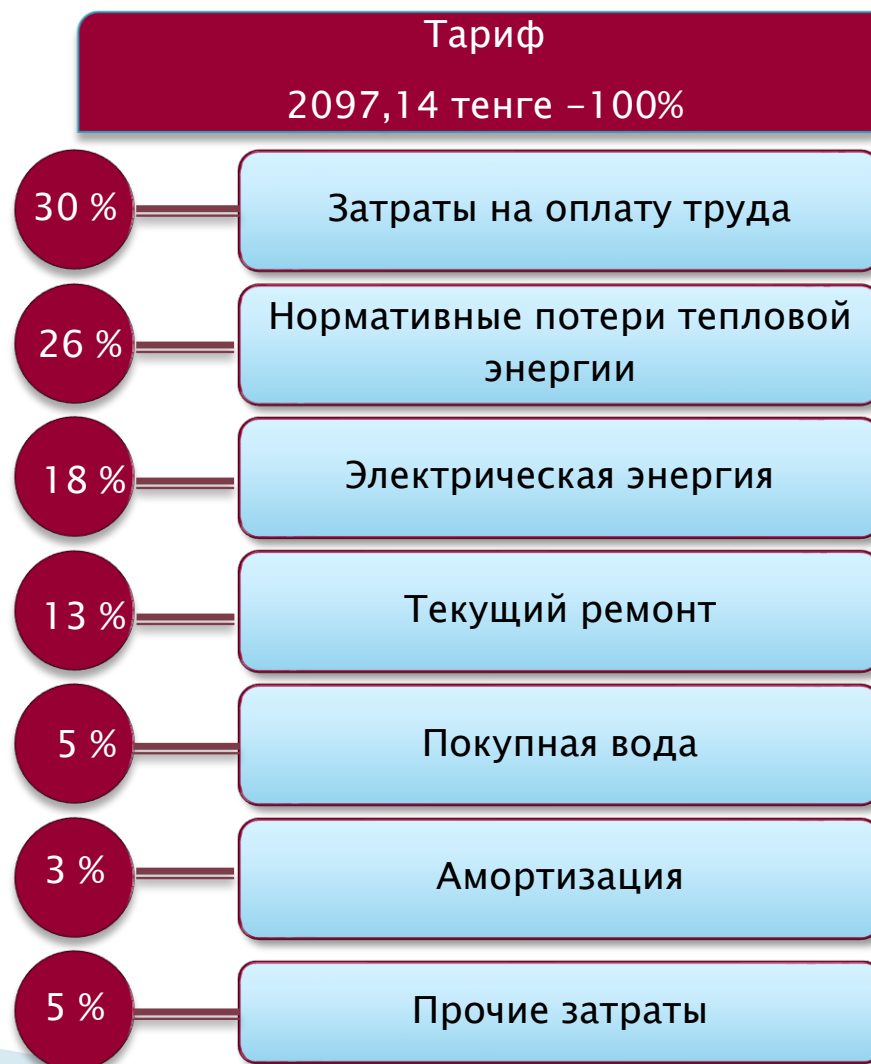 Тариф
2097,14 тенге –100%
30 %
Затраты на оплату труда
26 %
Нормативные потери тепловой
энергии
18 %
Электрическая энергия
13 %
Текущий ремонт
5 %
Покупная вода
3 %
Амортизация
5 %
Прочие затраты